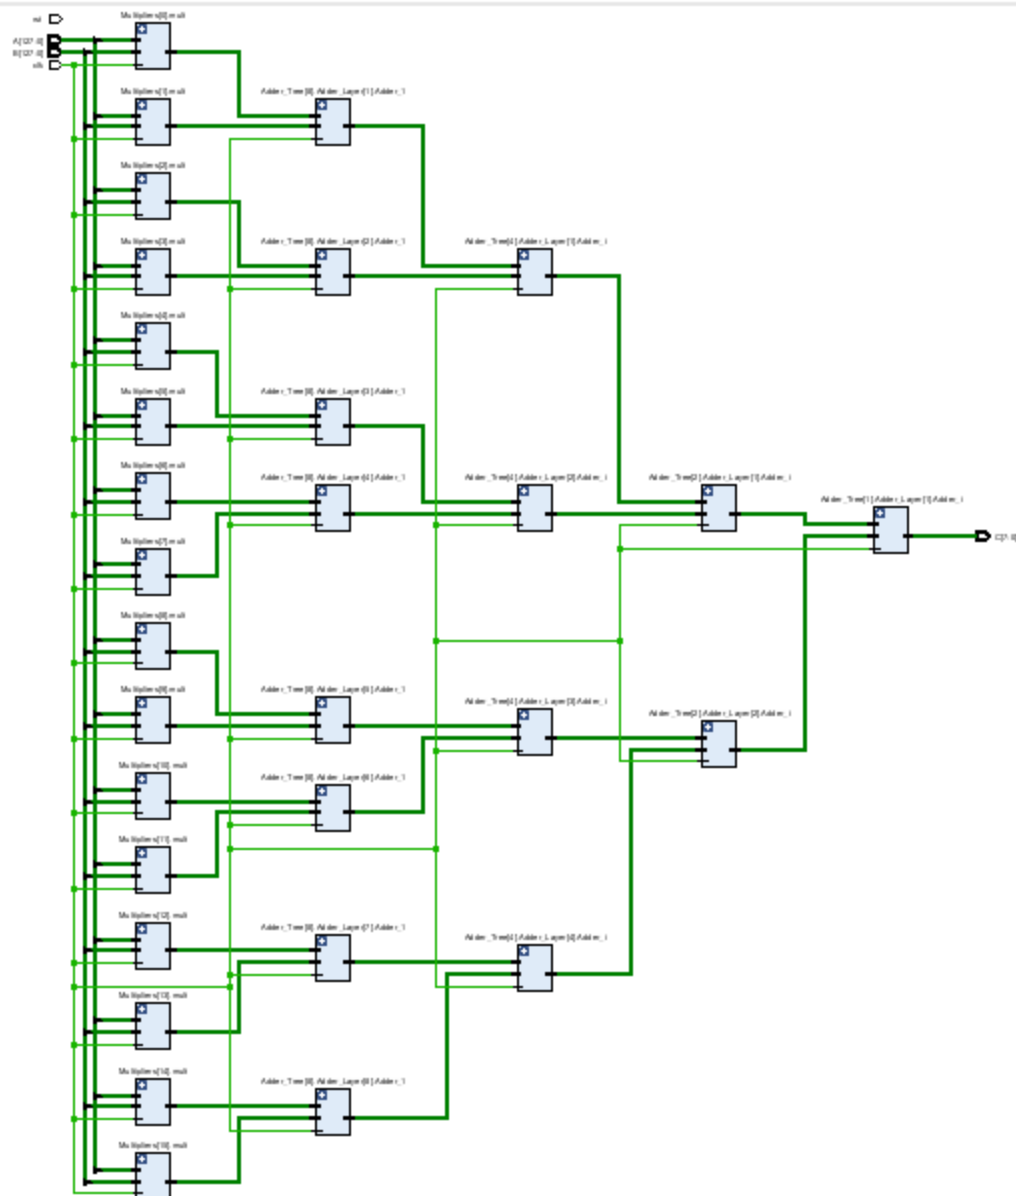 rst
A[127:0]
B[127:0]
clk
Multipliers[0].mult
Multipliers[1].mult
Adder_Tree[8].Adder_Layer[1].Adder_i
Multipliers[2].mult
Multipliers[3].mult
Adder_Tree[8].Adder_Layer[2].Adder_i
Adder_Tree[4].Adder_Layer[1].Adder_i
Multipliers[4].mult
Multipliers[5].mult
Adder_Tree[8].Adder_Layer[3].Adder_i
Multipliers[6].mult
Adder_Tree[8].Adder_Layer[4].Adder_i
Adder_Tree[4].Adder_Layer[2].Adder_i
Adder_Tree[2].Adder_Layer[1].Adder_i
Adder_Tree[1].Adder_Layer[1].Adder_i
C[7:0]
Multipliers[7].mult
Multipliers[8].mult
Multipliers[9].mult
Adder_Tree[8].Adder_Layer[5].Adder_i
Adder_Tree[4].Adder_Layer[3].Adder_i
Adder_Tree[2].Adder_Layer[2].Adder_i
Multipliers[10].mult
Adder_Tree[8].Adder_Layer[6].Adder_i
Multipliers[11].mult
Multipliers[12].mult
Adder_Tree[8].Adder_Layer[7].Adder_i
Adder_Tree[4].Adder_Layer[4].Adder_i
Multipliers[13].mult
Multipliers[14].mult
Adder_Tree[8].Adder_Layer[8].Adder_i
Multipliers[15].mult